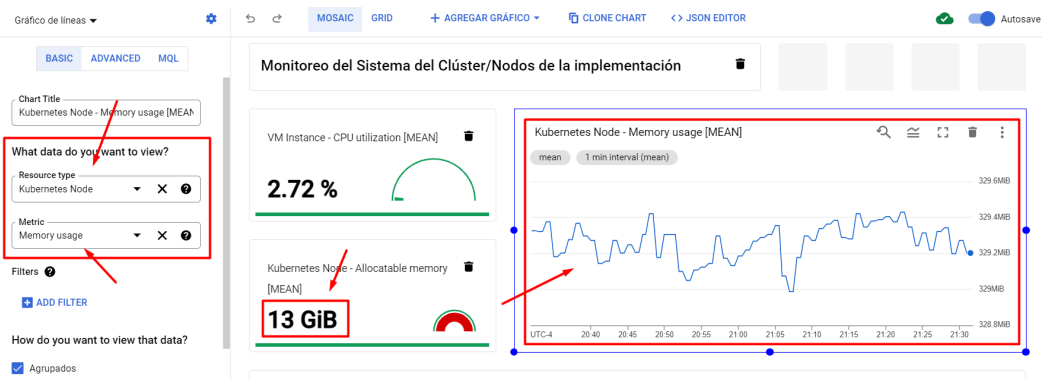 Gráfico de líneas
MOSAIC
GRID
AGREGAR GRÁFICO
CLONE CHART
<> JSON EDITOR
Autosave
BASIC
ADVANCED
MQL
Chart Title
Kubernetes Node - Memory usage [MEAN
What data do you want to view?
Resource type
Kubernetes Node
Metric
Memory usage
Filters
ADD FILTER
How do you want to view that data?
Agrupados
Monitoreo del Sistema del Clúster/Nodos de la implementación
VM Instance - CPU utilization [MEAN]
2.72 %
Kubernetes Node - Allocatable memory
[MEAN]
13 GiB
Kubernetes Node - Memory usage [MEAN]
mean
1 min interval (mean)
329.6MiB
329.4MiB
329.2MiB
329MiB
328.8MiB
UTC-4
20:40
20:45
20:50
20:55
21:00
21:05
21:10
21:15
21:20
21:25
21:30